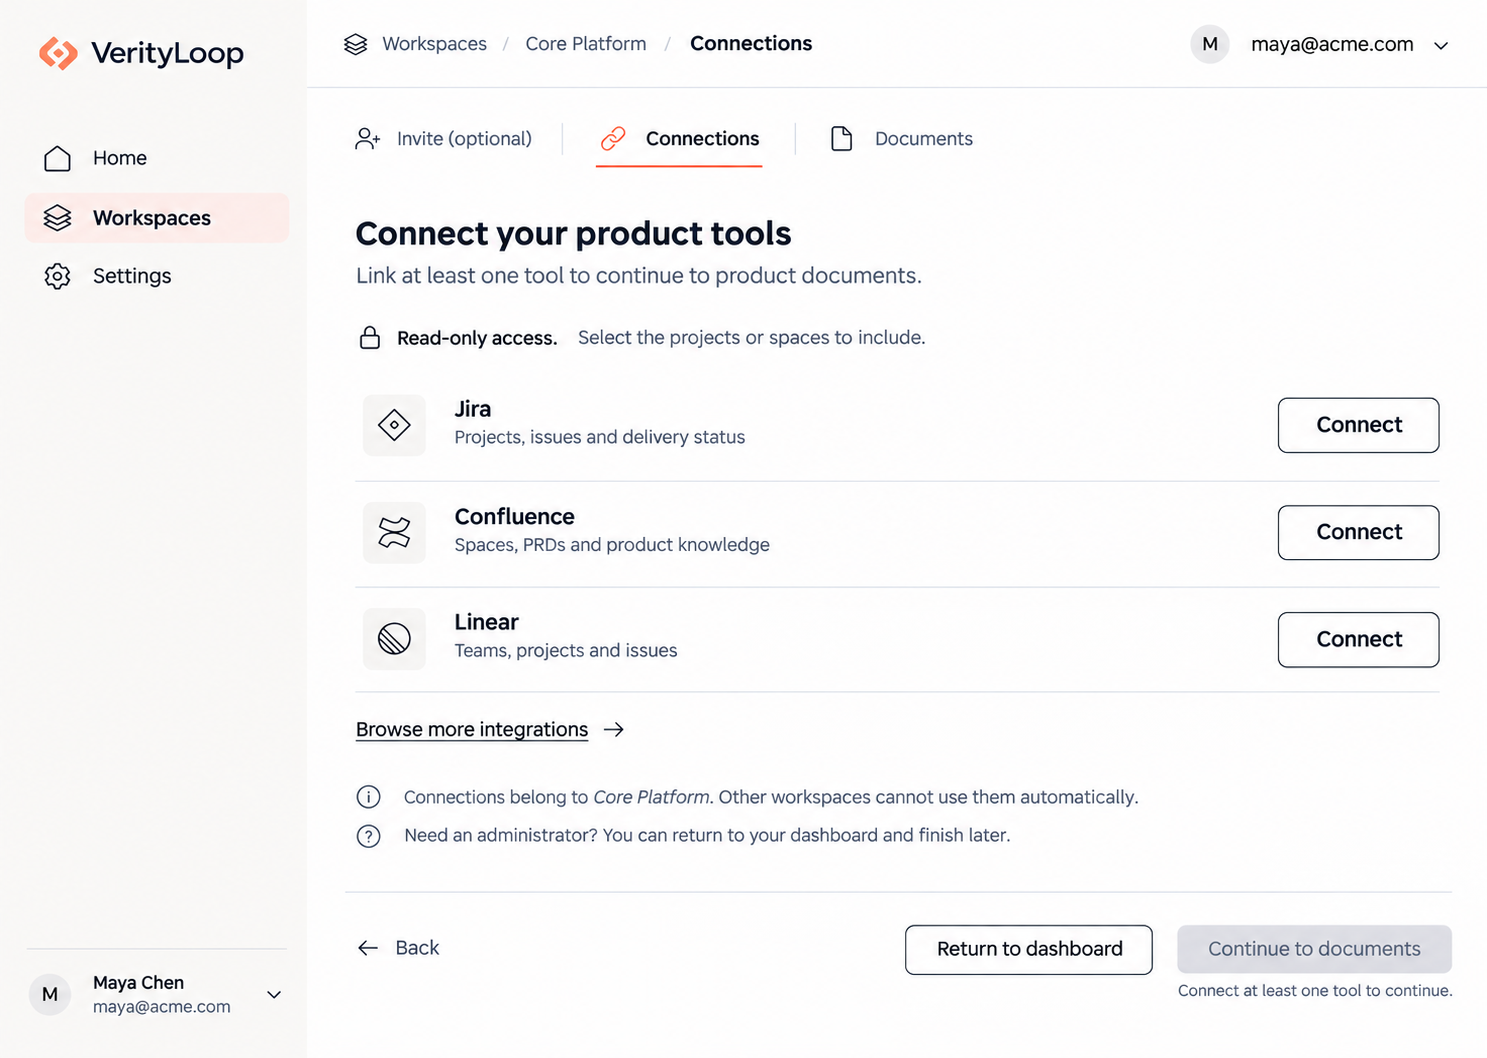 VerityLoop
Workspaces / Core Platform / Connections
M maya@acme.com
Home
Workspaces
Settings
Invite (optional)
Connections
Documents
Connect your product tools
Link at least one tool to continue to product documents.
Read-only access. Select the projects or spaces to include.
Jira
Projects, issues and delivery status
Connect
Confluence
Spaces, PRDs and product knowledge
Connect
Linear
Teams, projects and issues
Connect
Browse more integrations →
Connections belong to Core Platform. Other workspaces cannot use them automatically.
Need an administrator? You can return to your dashboard and finish later.
← Back
Return to dashboard
Continue to documents
Connect at least one tool to continue.
M
Maya Chen
maya@acme.com